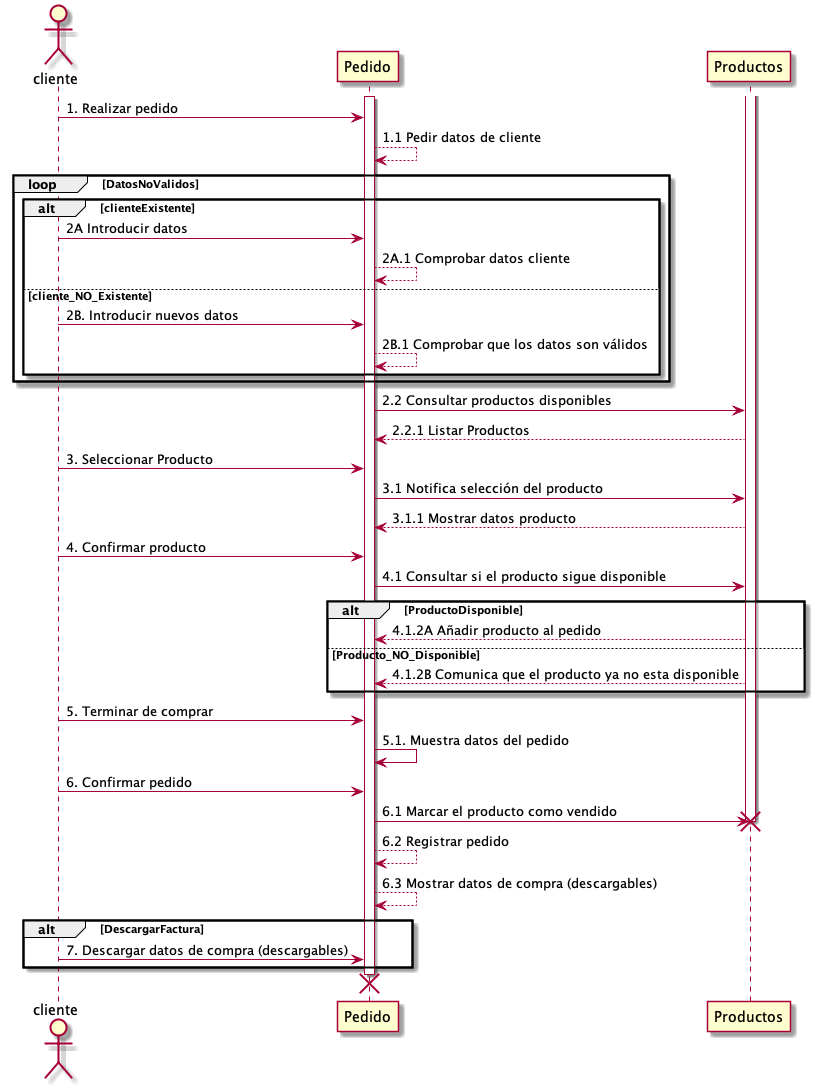 cliente
Pedido
Productos
1. Realizar pedido
1.1 Pedir datos de cliente
loop [DatosNoValidos]
alt [clienteExistente]
2A Introducir datos
2A.1 Comprobar datos cliente
[cliente_NO_Existente]
2B. Introducir nuevos datos
2B.1 Comprobar que los datos son válidos
2.2 Consultar productos disponibles
2.2.1 Listar Productos
3. Seleccionar Producto
3.1 Notifica selección del producto
3.1.1 Mostrar datos producto
4. Confirmar producto
4.1 Consultar si el producto sigue disponible
alt [ProductoDisponible]
4.1.2A Añadir producto al pedido
[Producto_NO_Disponible]
4.1.2B Comunica que el producto ya no esta disponible
5. Terminar de comprar
5.1. Muestra datos del pedido
6. Confirmar pedido
6.1 Marcar el producto como vendido
6.2 Registrar pedido
6.3 Mostrar datos de compra (descargables)
alt [DescargarFactura]
7. Descargar datos de compra (descargables)
cliente
Pedido
Productos